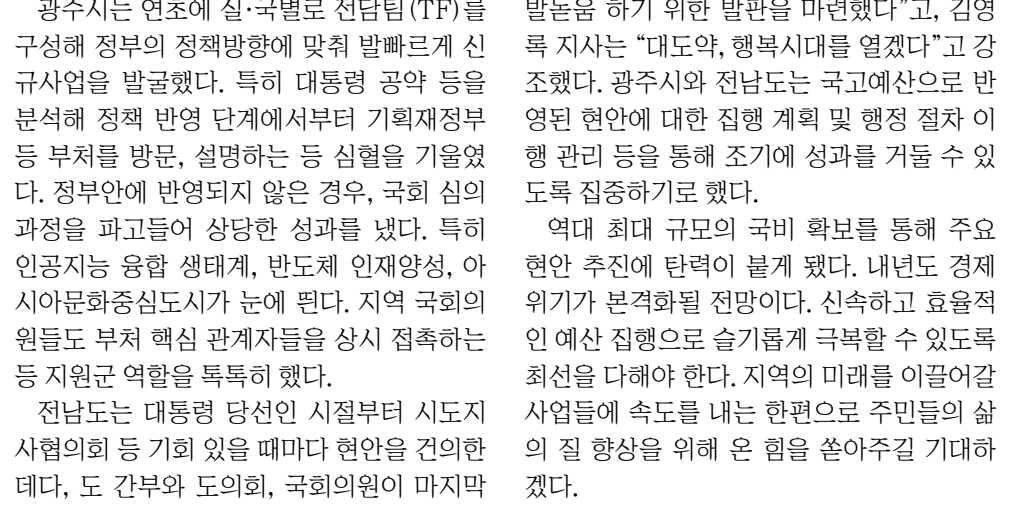 광주시는 연초에 실·국별로 전담팀(TF)를
구성해 정부의 정책방향에 맞춰 발빠르게 신
규사업을 발굴했다. 특히 대통령 공약 등을
분석해 정책 반영 단계에서부터 기획재정부
등 부처를 방문, 설명하는 등 심혈을 기울였
다. 정부안에 반영되지 않은 경우, 국회 심의
과정을 파고들어 상당한 성과를 냈다. 특히
인공지능 융합 생태계, 반도체 인재양성, 아
시아문화중심도시가 눈에 띈다. 지역 국회의
원들도 부처 핵심 관계자들을 상시 접촉하는
등 지원군 역할을 톡톡히 했다.
전남도는 대통령 당선인 시절부터 시도지
사협의회 등 기회 있을 때마다 현안을 건의한
데다, 도 간부와 도의회, 국회의원이 마지막
발돋움 하기 위한 발판을 마련했다”고, 김영
록 지사는 “대도약, 행복시대를 열겠다”고 강
조했다. 광주시와 전남도는 국고예산으로 반
영된 현안에 대한 집행 계획 및 행정 절차 이
행 관리 등을 통해 조기에 성과를 거둘 수 있
도록 집중하기로 했다.
역대 최대 규모의 국비 확보를 통해 주요
현안 추진에 탄력이 붙게 됐다. 내년도 경제
위기가 본격화될 전망이다. 신속하고 효율적
인 예산 집행으로 슬기롭게 극복할 수 있도록
최선을 다해야 한다. 지역의 미래를 이끌어갈
사업들에 속도를 내는 한편으로 주민들의 삶
의 질 향상을 위해 온 힘을 쏟아주길 기대하
겠다.